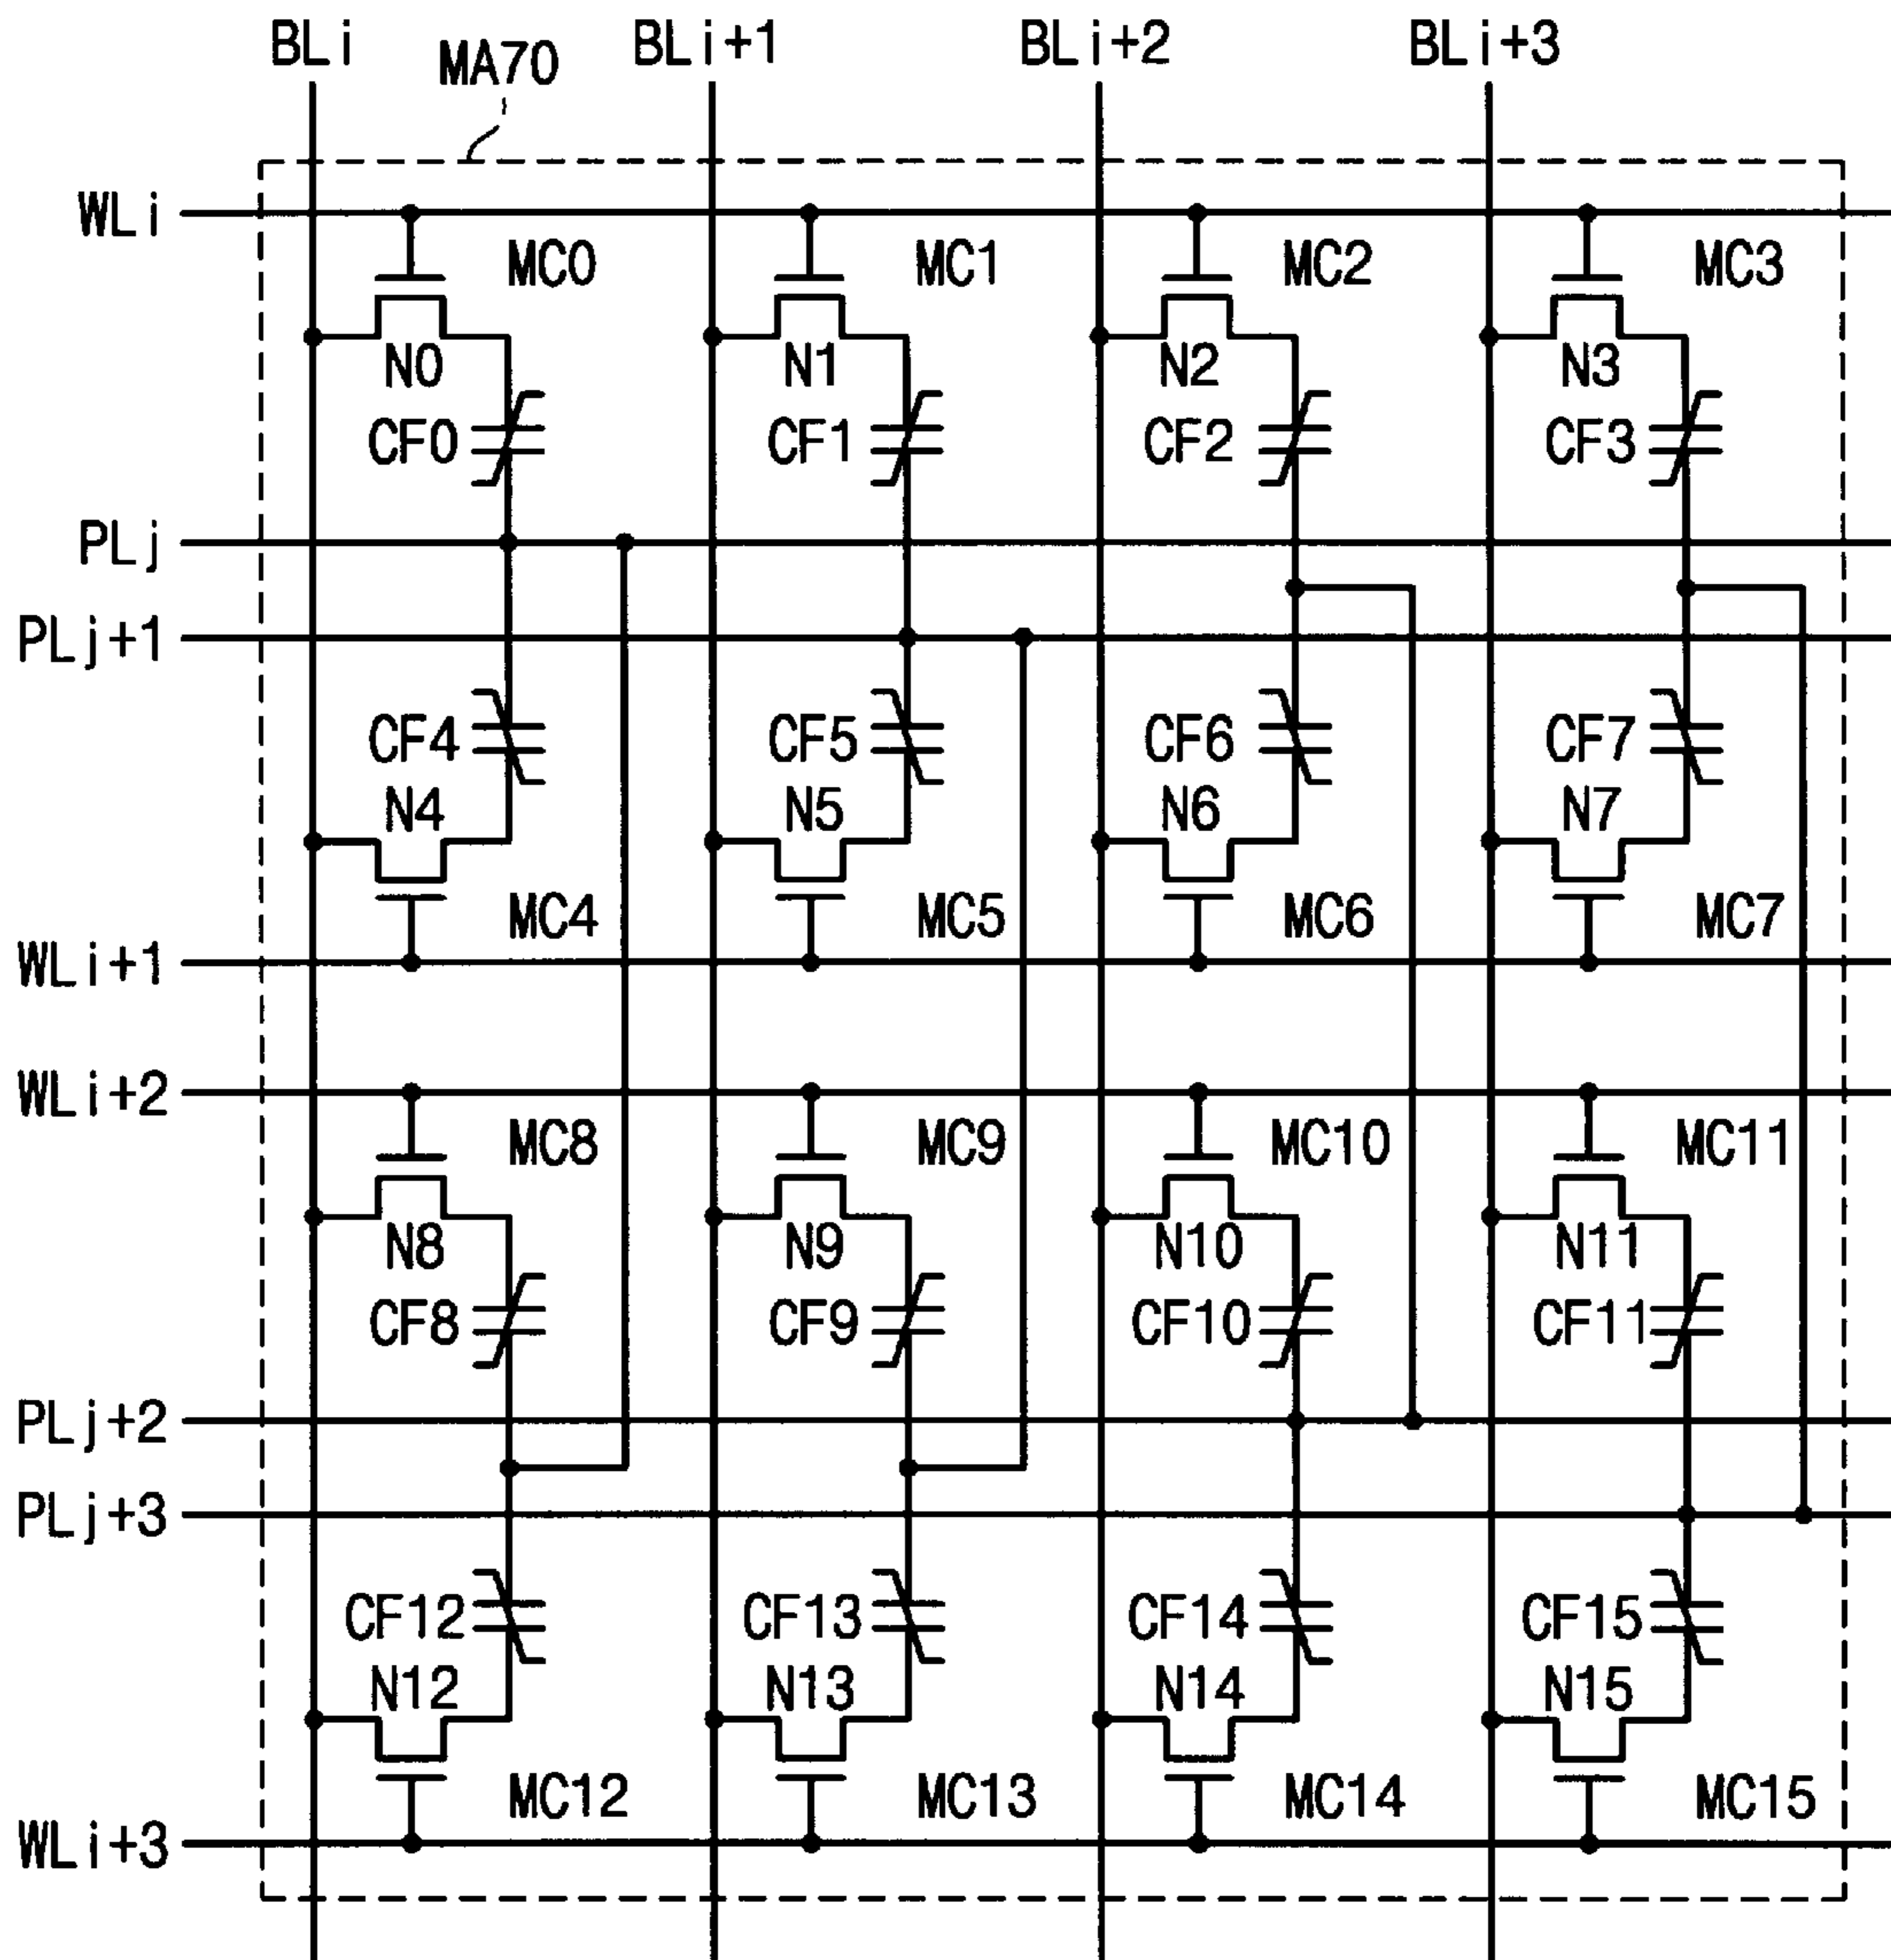 BLi MA70 BLi+1 BLi+2 BLi+3
WLi
MC0 MC1 MC2 MC3
N0 N1 N2 N3
CF0 CF1 CF2 CF3
PLj
PLj+1
CF4 CF5 CF6 CF7
N4 N5 N6 N7
MC4 MC5 MC6 MC7
WLi+1
WLi+2
MC8 MC9 MC10 MC11
N8 N9 N10 N11
CF8 CF9 CF10 CF11
PLj+2
PLj+3
CF12 CF13 CF14 CF15
N12 N13 N14 N15
MC12 MC13 MC14 MC15
WLi+3